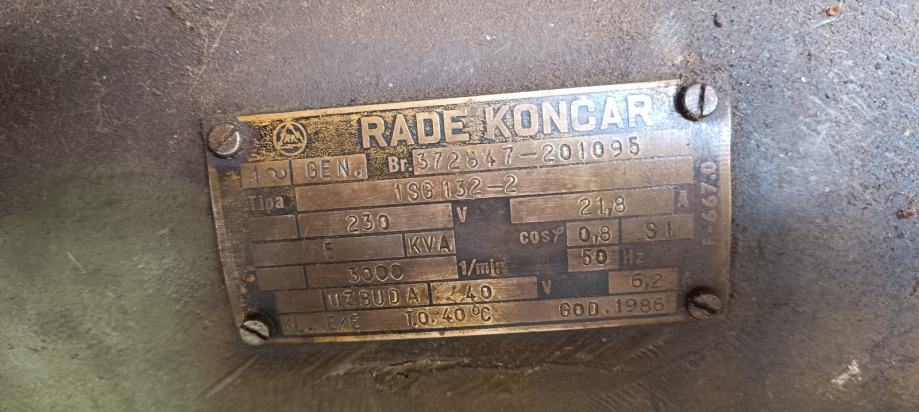 RADE KONČAR
1~ GEN. Br. 372847-201095
Tipa 1SG 132-2
230 V 21,8 A
5 KVA cosφ 0,8 S1
3000 1/min 50 Hz
UZBUDA 40 V 6,2
KL. E/E T.O. 40°C GOD. 1986
F-667.0